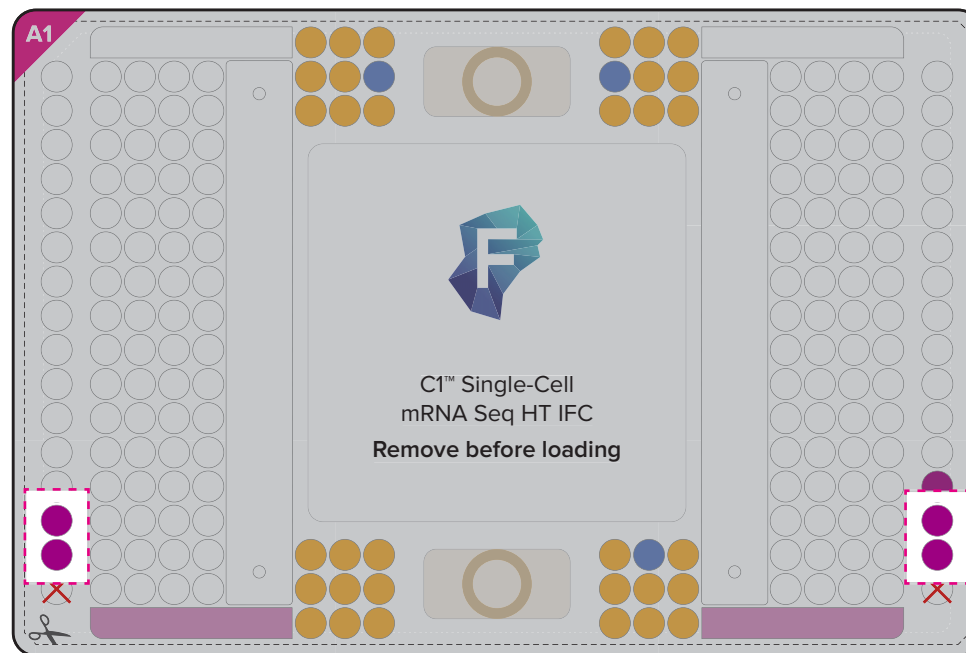 A1
F
C1™ Single-Cell
mRNA Seq HT IFC
Remove before loading